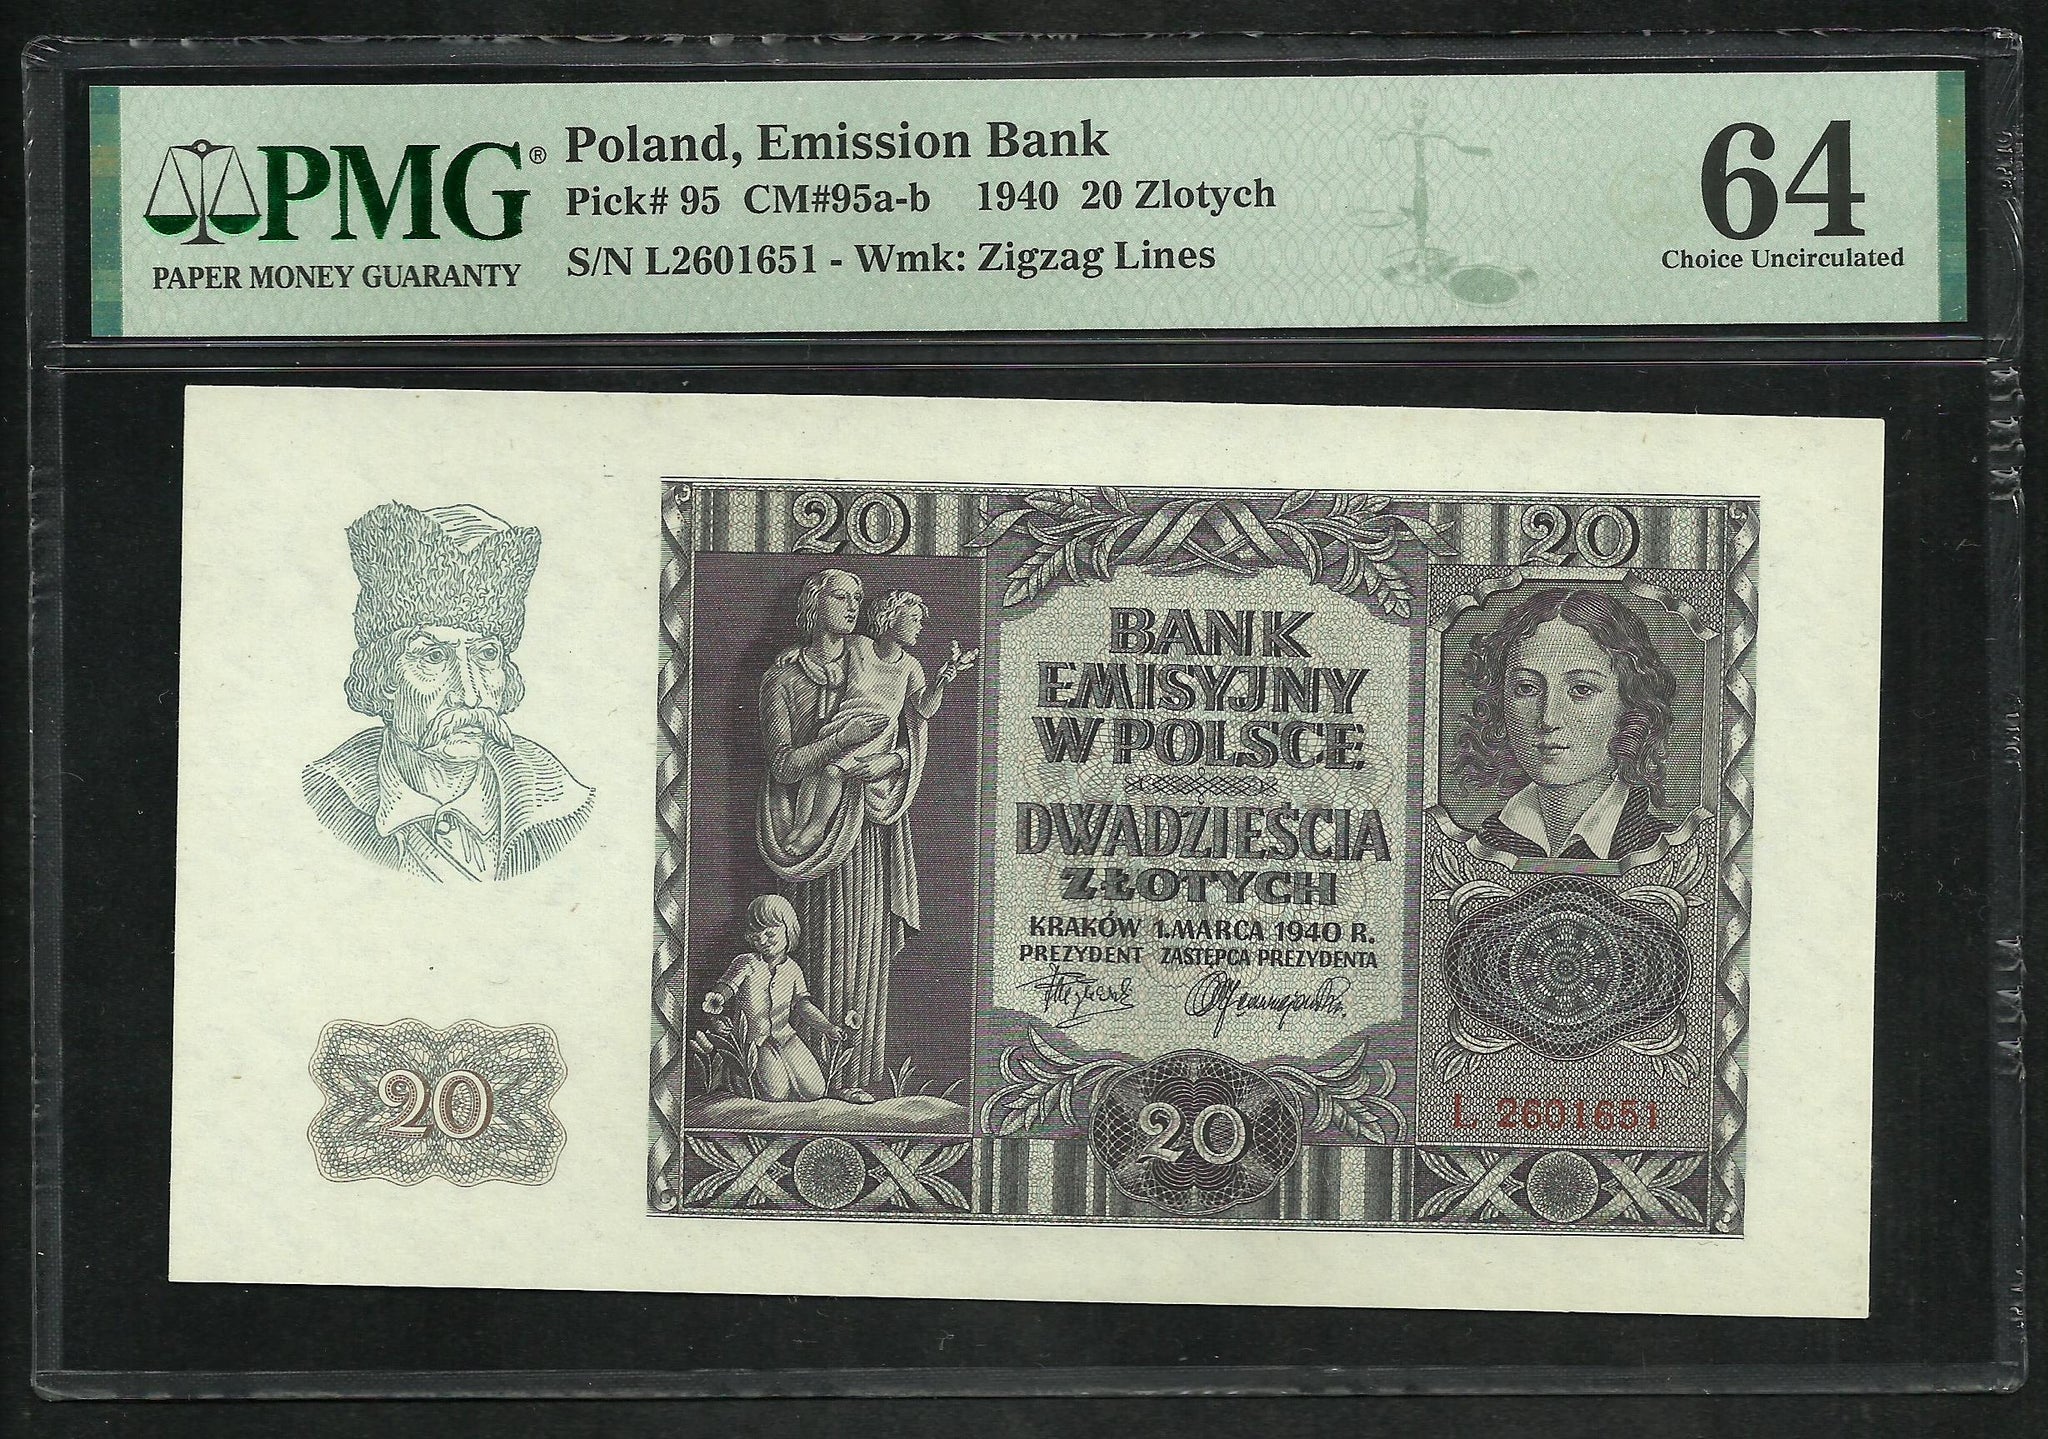 PMG®
PAPER MONEY GUARANTY
Poland, Emission Bank
Pick# 95 CM#95a-b 1940 20 Zlotych
S/N L2601651 - Wmk: Zigzag Lines
64
Choice Uncirculated
20
20
BANK
EMISYJNY
W POLSCE
DWADZIEŚCIA
ZŁOTYCH
KRAKÓW 1. MARCA 1940 R.
PREZYDENT ZASTĘPCA PREZYDENTA
20
20
L 2601651